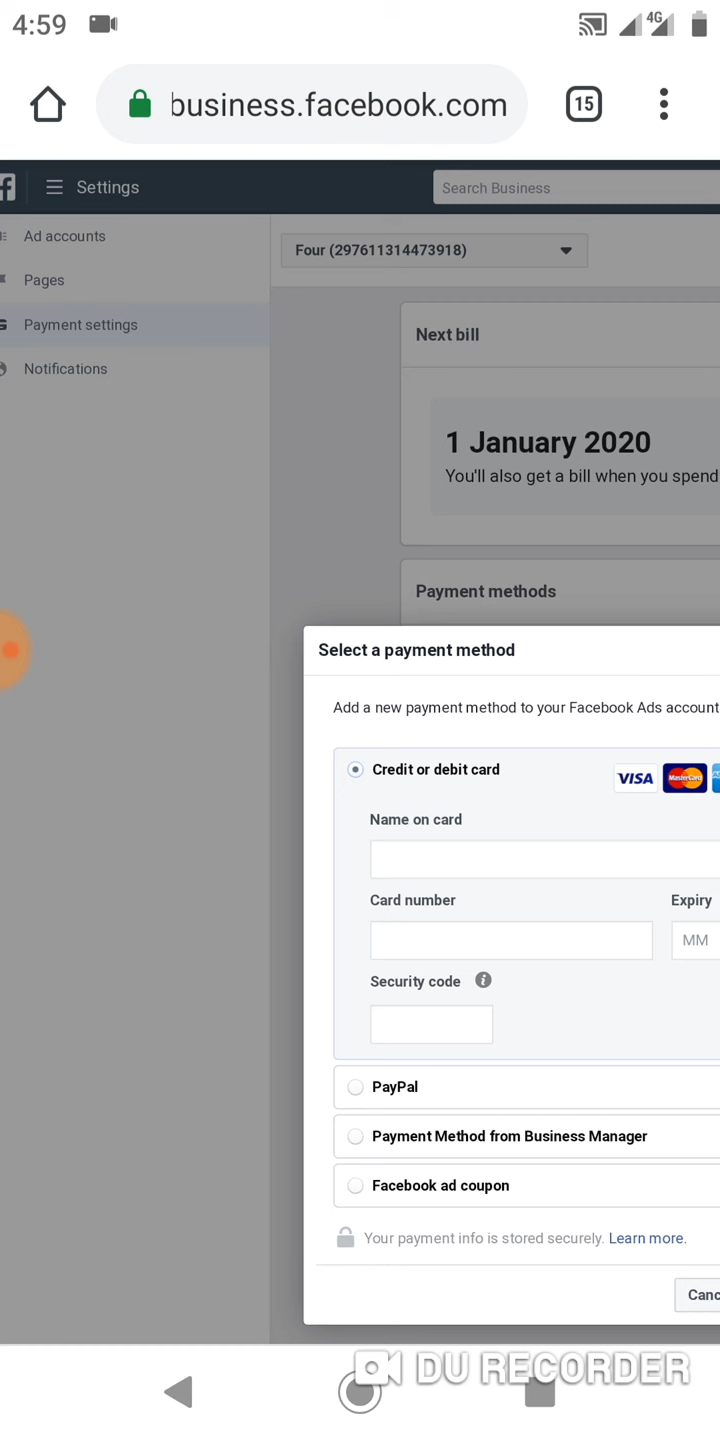 4:59
4G
business.facebook.com
15
f
Settings
Search Business
Ad accounts
Four (297611314473918)
Pages
Payment settings
Notifications
Next bill
1 January 2020
You'll also get a bill when you spend
Payment methods
Select a payment method
Add a new payment method to your Facebook Ads account
Credit or debit card
VISA
MasterCard
Name on card
Card number
Expiry
MM
Security code
PayPal
Payment Method from Business Manager
Facebook ad coupon
Your payment info is stored securely. Learn more.
Canc
DU RECORDER